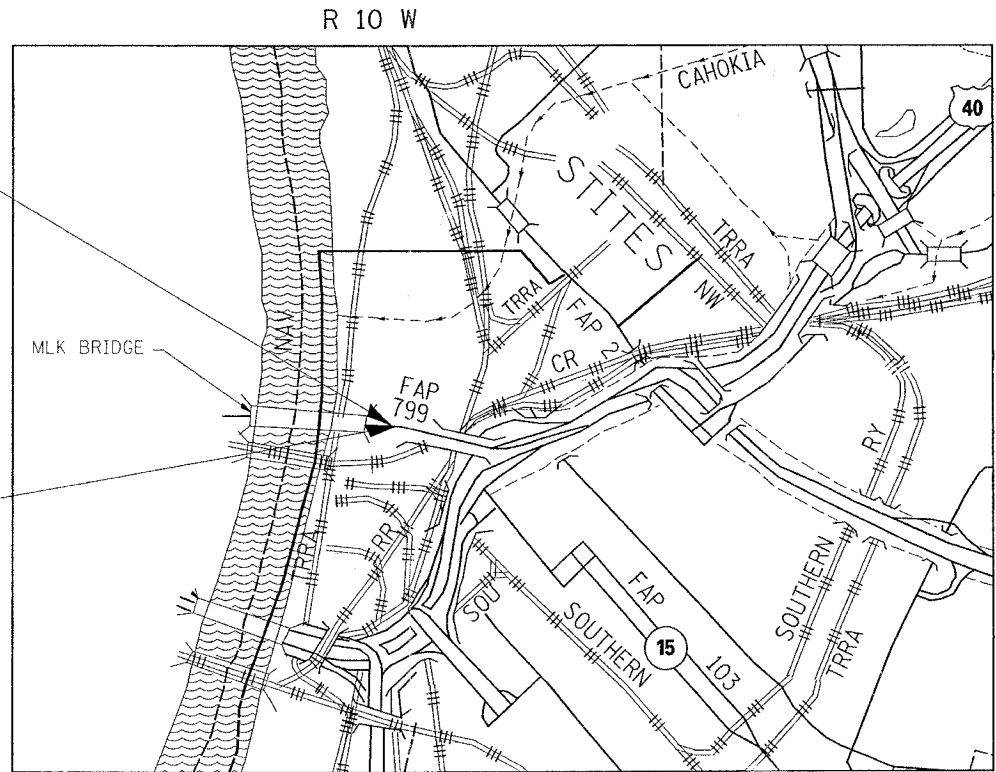 R 10 W
CAHOKIA
40
STITES
TRRA
NW
NAV
TRRA
FAP
2
CR
MLK BRIDGE
FAP
799
RY
PRA
RR
SOU
SOUTHERN
FAP
15
103
SOUTHERN
TRRA